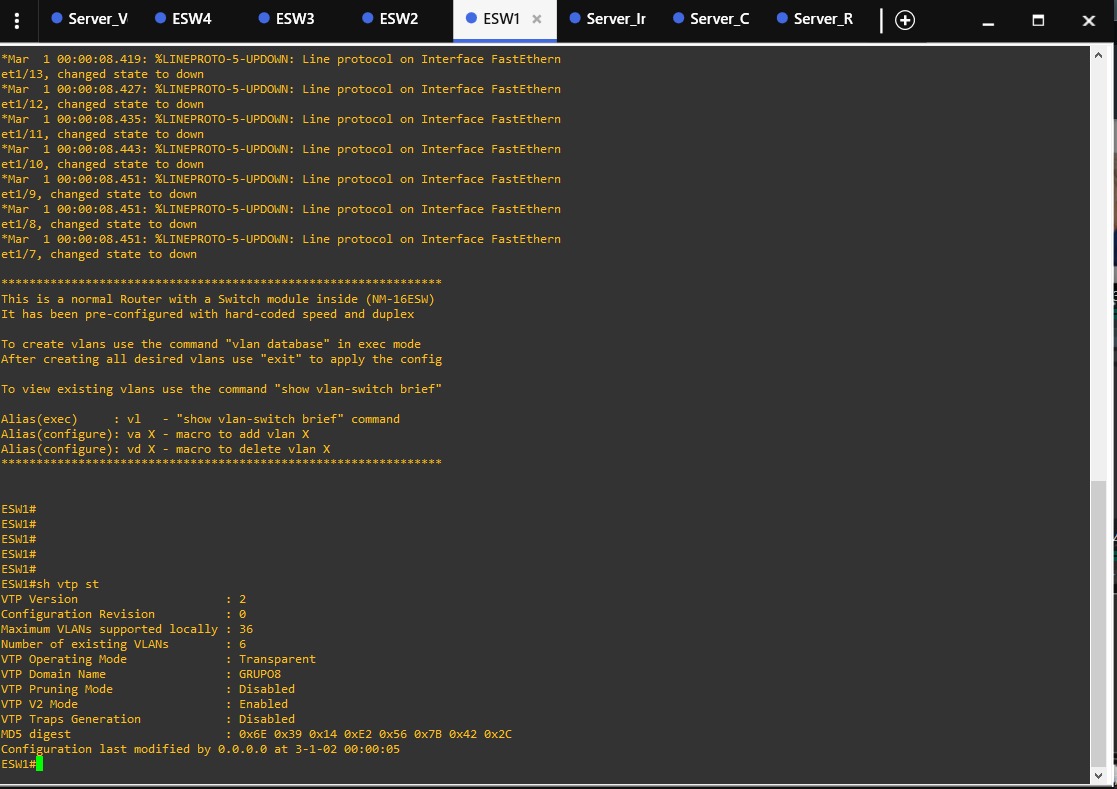 Server_V ESW4 ESW3 ESW2 ESW1 Server_Ir Server_C Server_R
*Mar  1 00:00:08.419: %LINEPROTO-5-UPDOWN: Line protocol on Interface FastEthern
et1/13, changed state to down
*Mar  1 00:00:08.427: %LINEPROTO-5-UPDOWN: Line protocol on Interface FastEthern
et1/12, changed state to down
*Mar  1 00:00:08.435: %LINEPROTO-5-UPDOWN: Line protocol on Interface FastEthern
et1/11, changed state to down
*Mar  1 00:00:08.443: %LINEPROTO-5-UPDOWN: Line protocol on Interface FastEthern
et1/10, changed state to down
*Mar  1 00:00:08.451: %LINEPROTO-5-UPDOWN: Line protocol on Interface FastEthern
et1/9, changed state to down
*Mar  1 00:00:08.451: %LINEPROTO-5-UPDOWN: Line protocol on Interface FastEthern
et1/8, changed state to down
*Mar  1 00:00:08.451: %LINEPROTO-5-UPDOWN: Line protocol on Interface FastEthern
et1/7, changed state to down
***************************************************************
This is a normal Router with a Switch module inside (NM-16ESW)
It has been pre-configured with hard-coded speed and duplex
To create vlans use the command "vlan database" in exec mode
After creating all desired vlans use "exit" to apply the config
To view existing vlans use the command "show vlan-switch brief"
Alias(exec)     : vl   - "show vlan-switch brief" command
Alias(configure): va X - macro to add vlan X
Alias(configure): vd X - macro to delete vlan X
***************************************************************
ESW1#
ESW1#
ESW1#
ESW1#
ESW1#
ESW1#sh vtp st
VTP Version                     : 2
Configuration Revision          : 0
Maximum VLANs supported locally : 36
Number of existing VLANs        : 6
VTP Operating Mode              : Transparent
VTP Domain Name                 : GRUPO8
VTP Pruning Mode                : Disabled
VTP V2 Mode                     : Enabled
VTP Traps Generation            : Disabled
MD5 digest                      : 0x6E 0x39 0x14 0xE2 0x56 0x7B 0x42 0x2C
Configuration last modified by 0.0.0.0 at 3-1-02 00:00:05
ESW1#